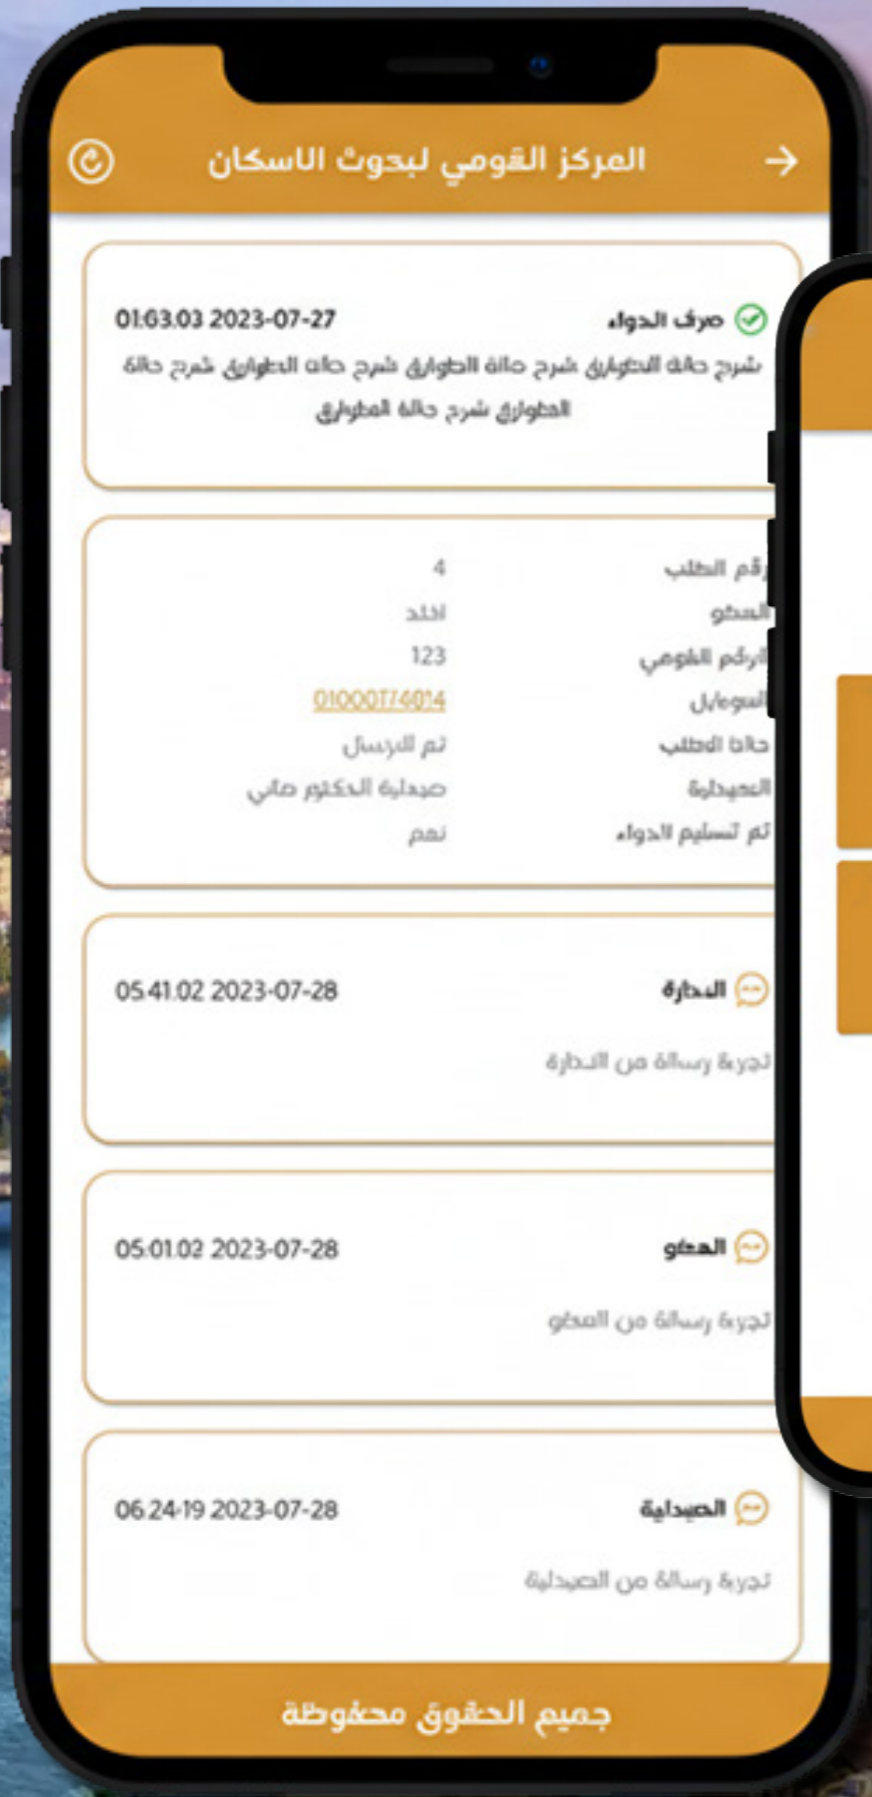 المركز القومي لبحوث الاسكان
صرف الدواء 01:63:03 2023-07-27
شرح حالة الطوارئ شرح حالة الطوارئ شرح حالة الطوارئ شرح حالة
الطوارئ شرح حالة الطوارئ
رقم الطلب 4
العضو
الرقم القومي 123
الموبايل
حالة الطلب تم الارسال
الصيدلية صيدلية الدكتور هاني
تم تسليم الدواء نعم
الادارة 05:41:02 2023-07-28
تجربة رسالة من الادارة
العضو 05:01:02 2023-07-28
تجربة رسالة من العضو
الصيدلية 06:24:19 2023-07-28
تجربة رسالة من الصيدلية
جميع الحقوق محفوظة